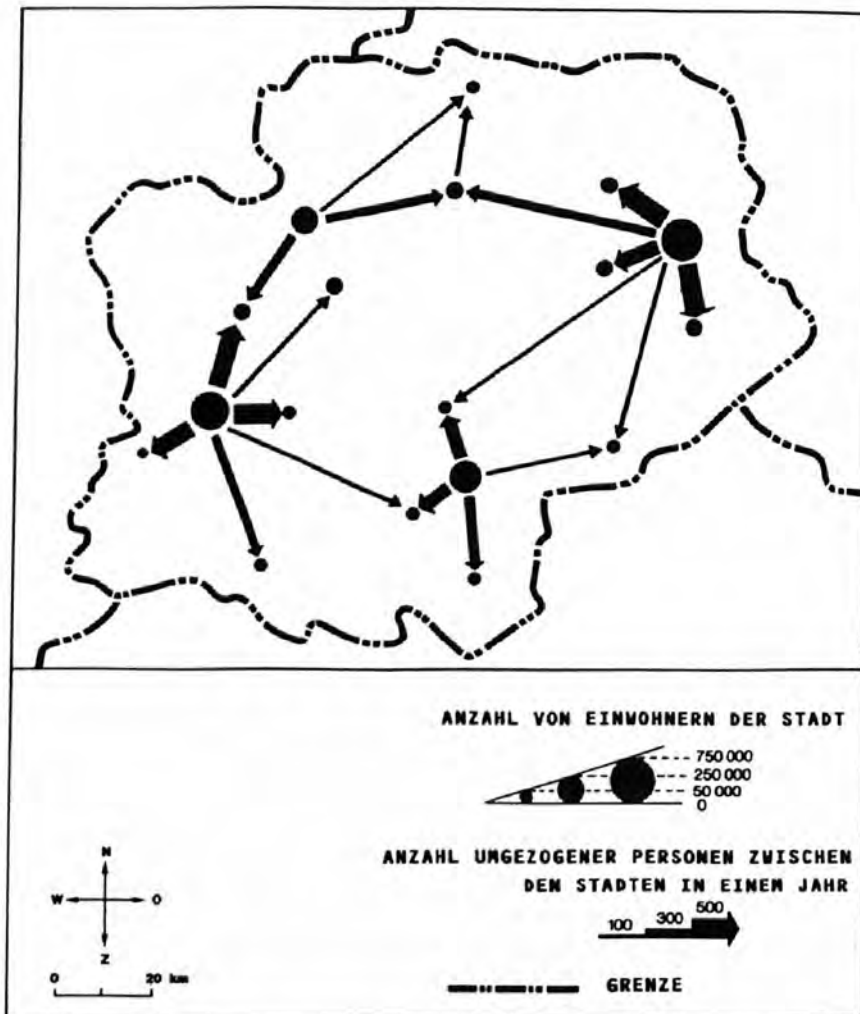 ANZAHL VON EINWOHNERN DER STADT
750 000
250 000
50 000
0
ANZAHL UMGEZOGENER PERSONEN ZWISCHEN
DEN STADTEN IN EINEM JAHR
100 300 500
N
W O
Z
0 20 km
GRENZE